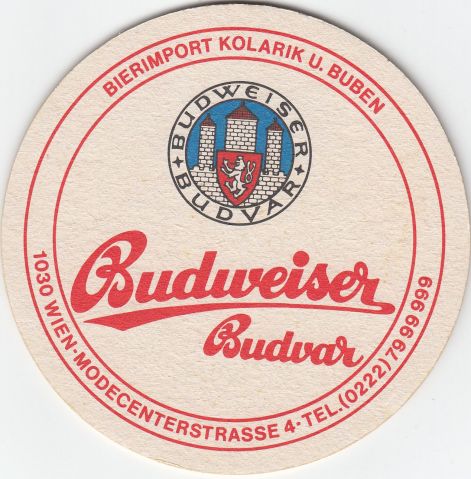 BIERIMPORT KOLARIK U. BUBEN
BUDWEISER
BUDVAR
Budweiser
Budvar
1030 WIEN·MODECENTERSTRASSE 4·TEL.(0222) 79 99 999